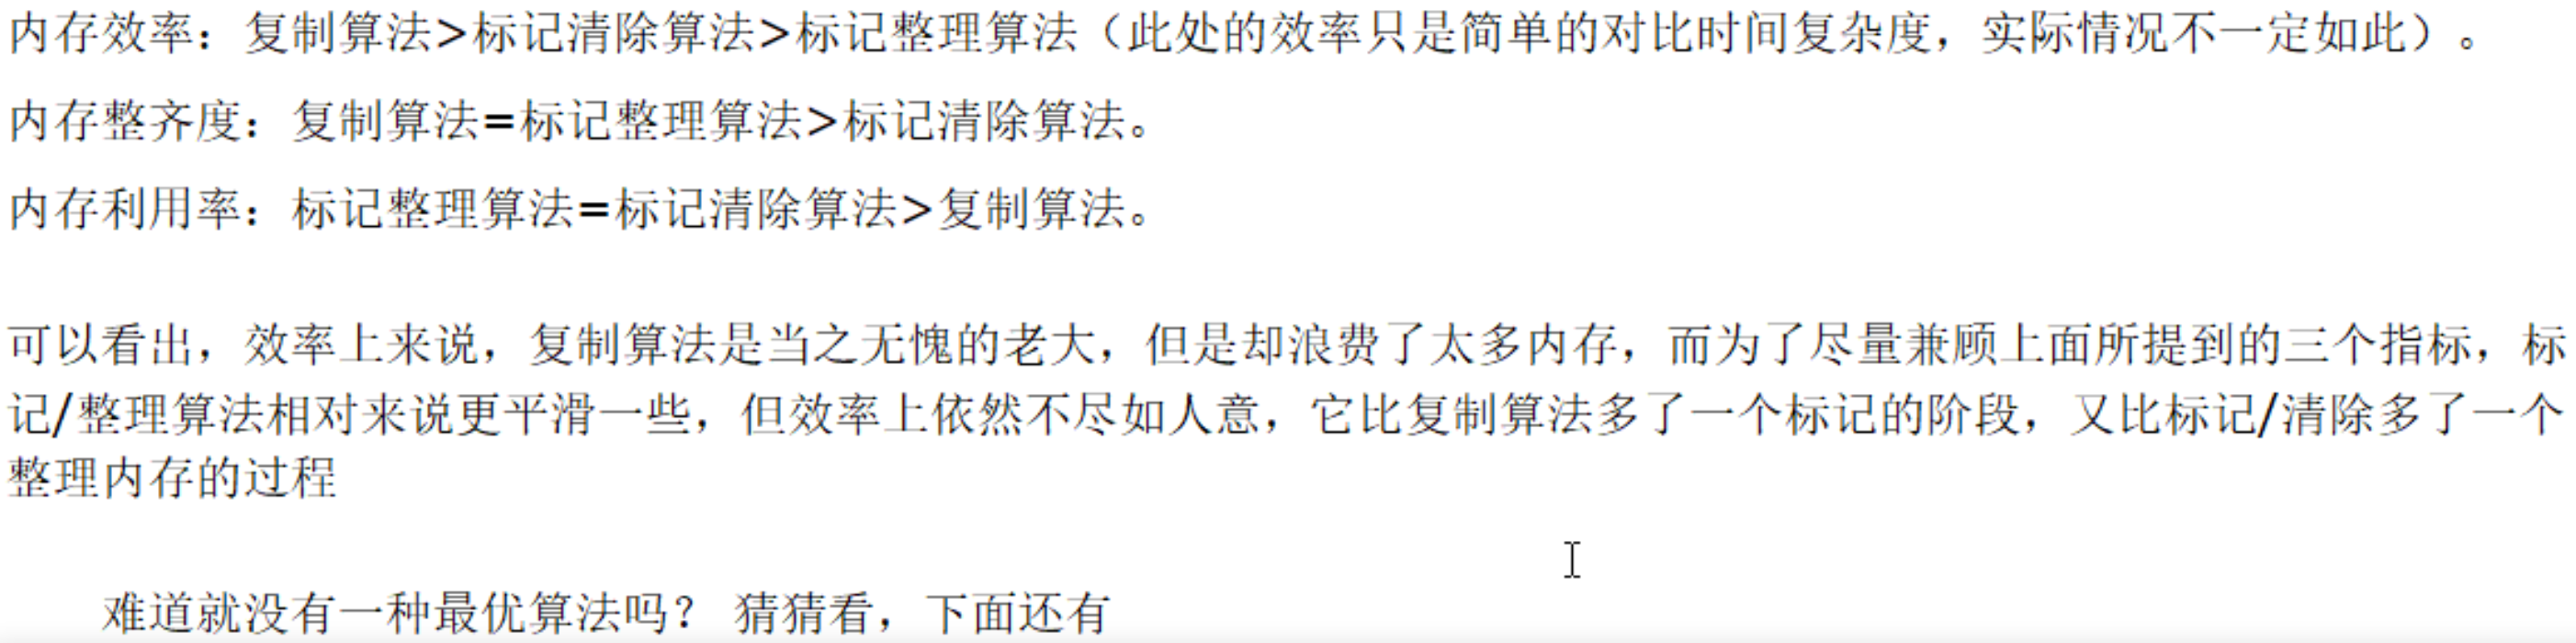 内存效率：复制算法>标记清除算法>标记整理算法（此处的效率只是简单的对比时间复杂度，实际情况不一定如此）。
内存整齐度：复制算法=标记整理算法>标记清除算法。
内存利用率：标记整理算法=标记清除算法>复制算法。
可以看出，效率上来说，复制算法是当之无愧的老大，但是却浪费了太多内存，而为了尽量兼顾上面所提到的三个指标，标
记/整理算法相对来说更平滑一些，但效率上依然不尽如人意，它比复制算法多了一个标记的阶段，又比标记/清除多了一个
整理内存的过程
难道就没有一种最优算法吗？ 猜猜看，下面还有